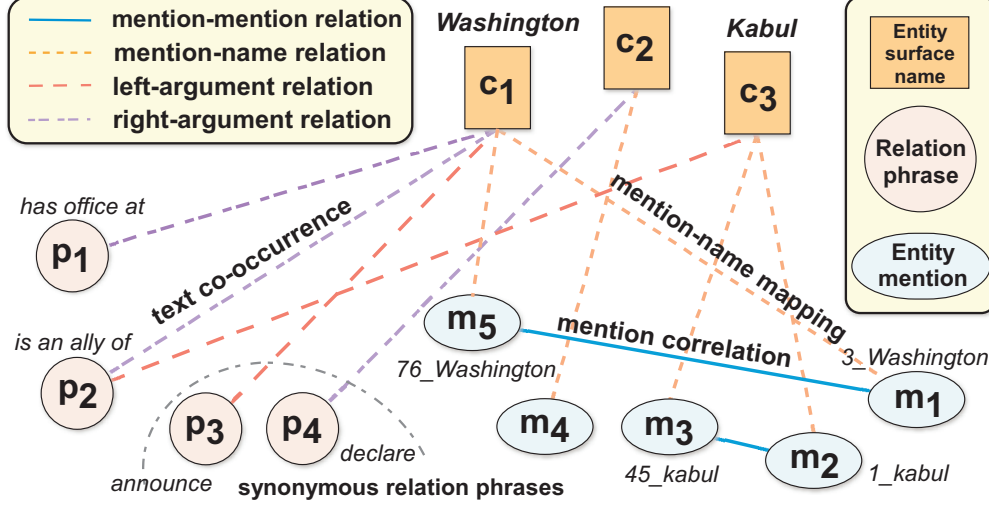 mention-mention relation
mention-name relation
left-argument relation
right-argument relation
Washington
Kabul
c1
c2
c3
Entity
surface
name
Relation
phrase
Entity
mention
has office at
p1
text co-occurrence
mention-name mapping
is an ally of
p2
m5
mention correlation
76_Washington
3_Washington
m1
p3
p4
m4
m3
m2
announce
declare
45_kabul
1_kabul
synonymous relation phrases